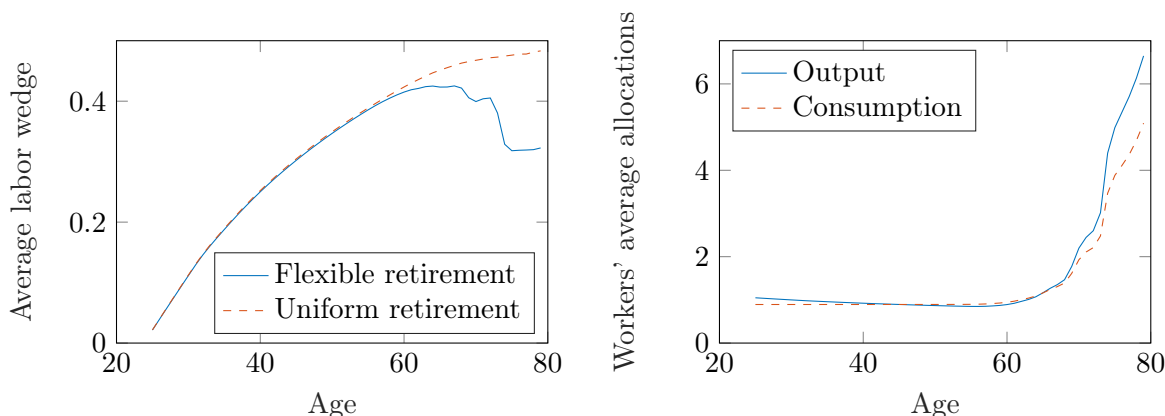 Average labor wedge
0.4
0.2
0
20
40
60
80
Age
Flexible retirement
Uniform retirement
Workers' average allocations
6
4
2
0
20
40
60
80
Age
Output
Consumption